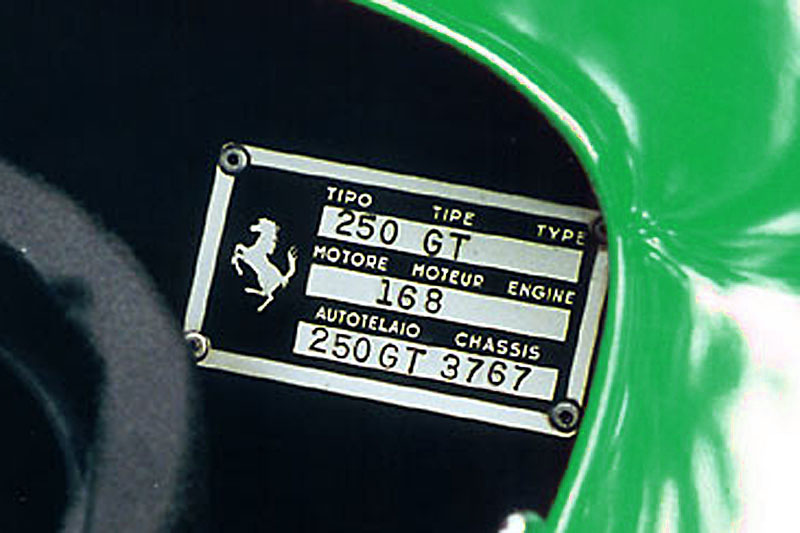 TIPO TIPE TYPE
250 GT
MOTORE MOTEUR ENGINE
168
AUTOTELAIO CHASSIS
250GT 3767